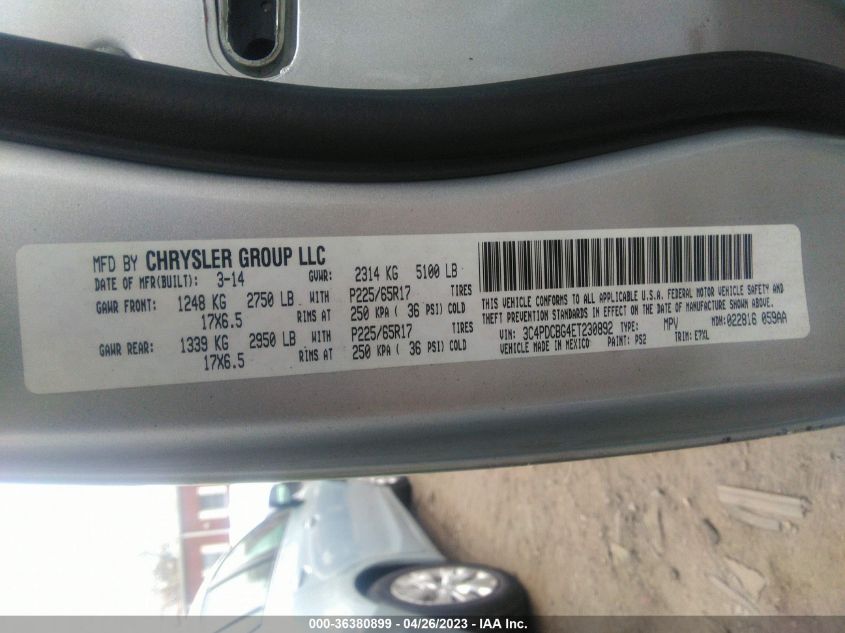 MFD BY CHRYSLER GROUP LLC
DATE OF MFR(BUILT): 3-14 GVWR: 2314 KG 5100 LB
GAWR FRONT: 1248 KG 2750 LB WITH P225/65R17 TIRES
17X6.5 RIMS AT 250 KPA ( 36 PSI) COLD
GAWR REAR: 1339 KG 2950 LB WITH P225/65R17 TIRES
17X6.5 RIMS AT 250 KPA ( 36 PSI) COLD
THIS VEHICLE CONFORMS TO ALL APPLICABLE U.S.A. FEDERAL MOTOR VEHICLE SAFETY AND
THEFT PREVENTION STANDARDS IN EFFECT ON THE DATE OF MANUFACTURE SHOWN ABOVE.
VIN: 3C4PDCBG4ET230892 TYPE: MPV MDH: 022816 059AA
VEHICLE MADE IN MEXICO PAINT: PS2 TRIM: E7XL
000-36380899 - 04/26/2023 - IAA Inc.